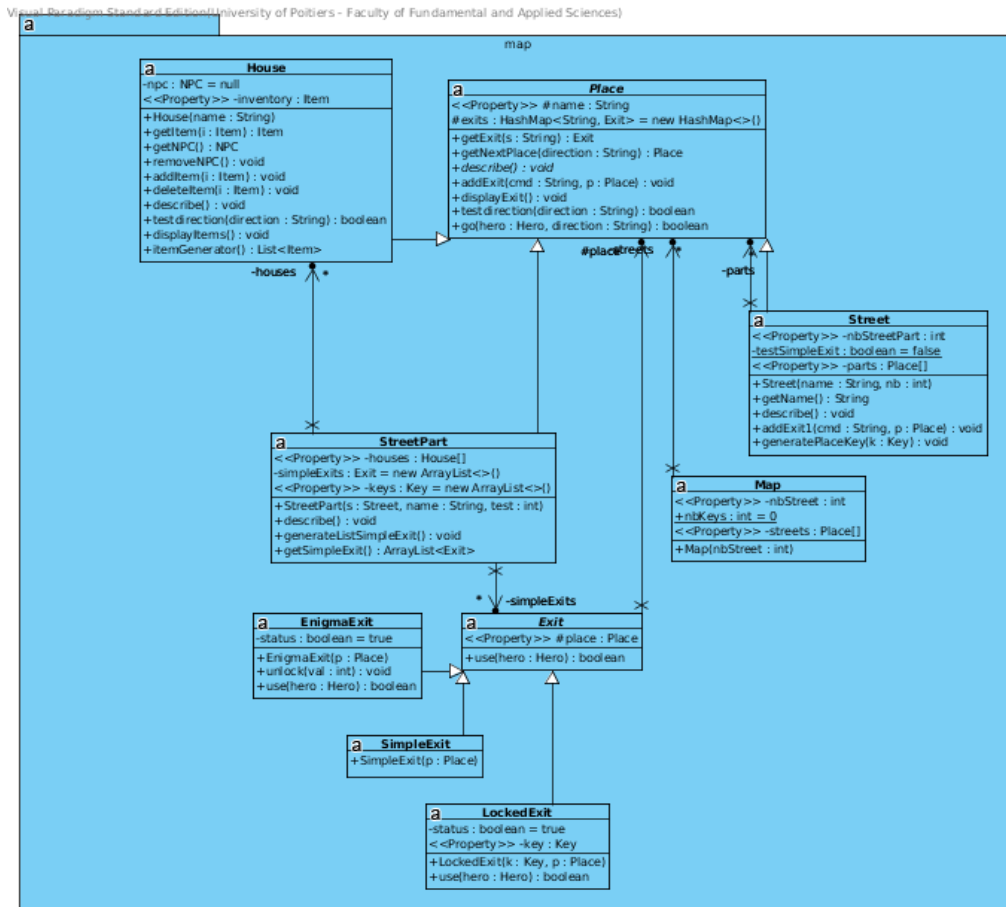 Visual Paradigm Standard Edition(University of Poitiers - Faculty of Fundamental and Applied Sciences)
map
House
-npc : NPC = null
<<Property>> -inventory : Item
+House(name : String)
+getItem(i : Item) : Item
+getNPC() : NPC
+removeNPC() : void
+addItem(i : Item) : void
+deleteItem(i : Item) : void
+describe() : void
+testdirection(direction : String) : boolean
+displayItems() : void
+itemGenerator() : List<Item>
Place
<<Property>> #name : String
#exits : HashMap<String, Exit> = new HashMap<>()
+getExit(s : String) : Exit
+getNextPlace(direction : String) : Place
+describe() : void
+addExit(cmd : String, p : Place) : void
+displayExit() : void
+testdirection(direction : String) : boolean
+go(hero : Hero, direction : String) : boolean
#place
-streets
*
*
-parts
-houses
*
Street
<<Property>> -nbStreetPart : int
-testSimpleExit : boolean = false
<<Property>> -parts : Place[]
+Street(name : String, nb : int)
+getName() : String
+describe() : void
+addExit1(cmd : String, p : Place) : void
+generatePlaceKey(k : Key) : void
StreetPart
<<Property>> -houses : House[]
-simpleExits : Exit = new ArrayList<>()
<<Property>> -keys : Key = new ArrayList<>()
+StreetPart(s : Street, name : String, test : int)
+describe() : void
+generateListSimpleExit() : void
+getSimpleExit() : ArrayList<Exit>
Map
<<Property>> -nbStreet : int
+nbKeys : int = 0
<<Property>> -streets : Place[]
+Map(nbStreet : int)
*
-simpleExits
EnigmaExit
-status : boolean = true
+EnigmaExit(p : Place)
+unlock(val : int) : void
+use(hero : Hero) : boolean
Exit
<<Property>> #place : Place
+use(hero : Hero) : boolean
SimpleExit
+SimpleExit(p : Place)
LockedExit
-status : boolean = true
<<Property>> -key : Key
+LockedExit(k : Key, p : Place)
+use(hero : Hero) : boolean